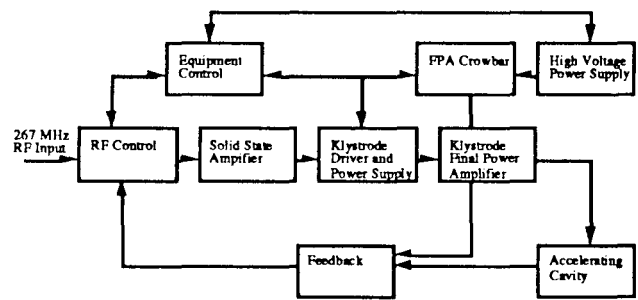 Equipment
Control
FPA Crowbar
High Voltage
Power Supply
267 MHz
RF Input
RF Control
Solid State
Ampifier
Klystrode
Driver and
Power Supply
Klystrode
Final Power
Amplifier
Feedback
Accelerating
Cavity